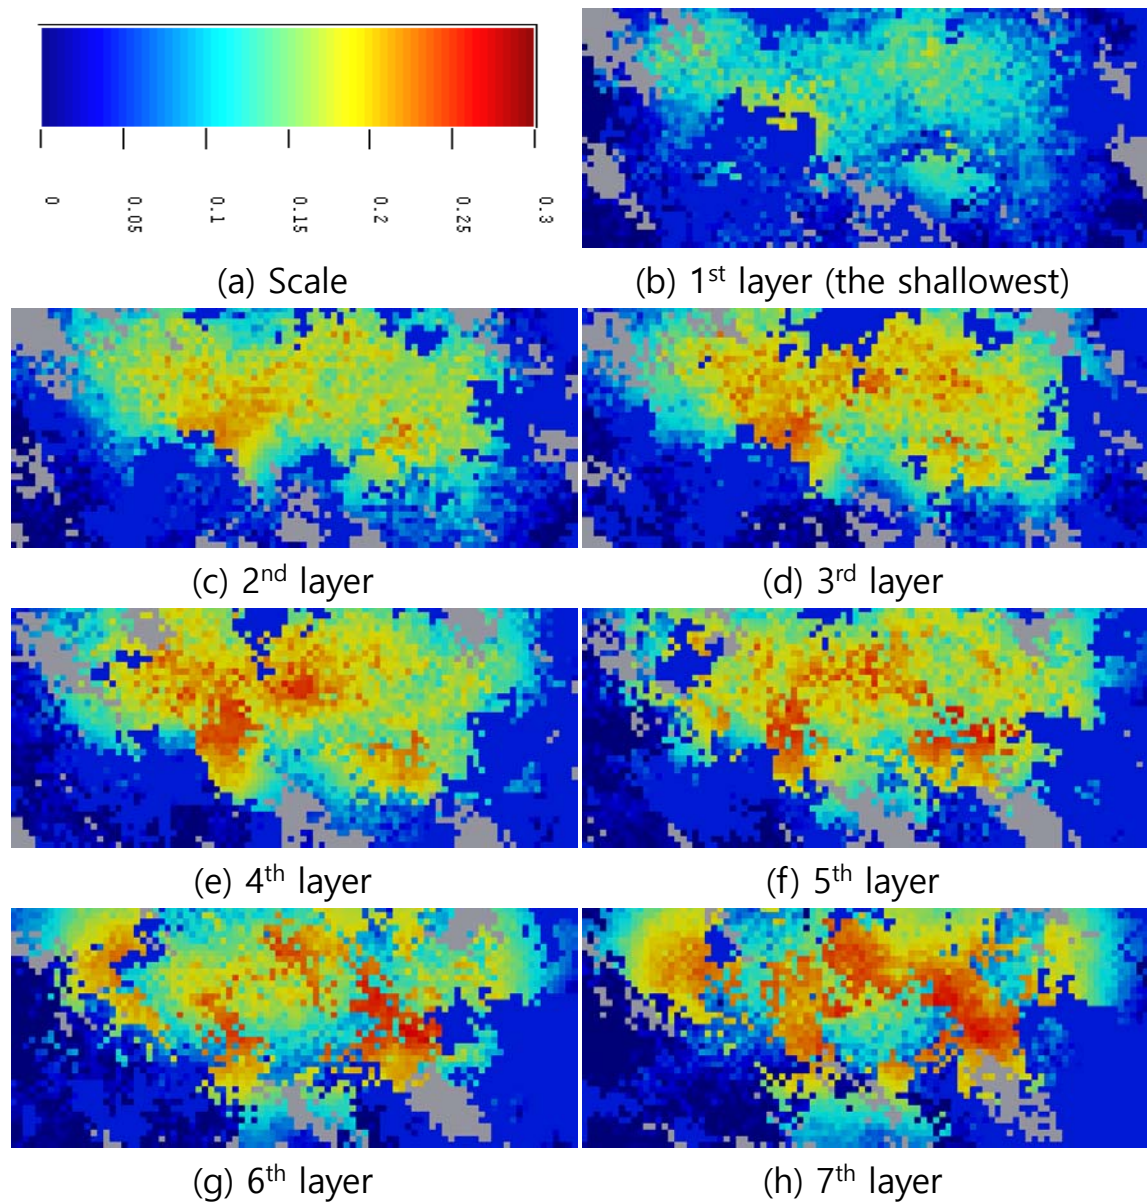 0 0.05 0.1 0.15 0.2 0.25 0.3
(a) Scale
(b) 1st layer (the shallowest)
(c) 2nd layer
(d) 3rd layer
(e) 4th layer
(f) 5th layer
(g) 6th layer
(h) 7th layer